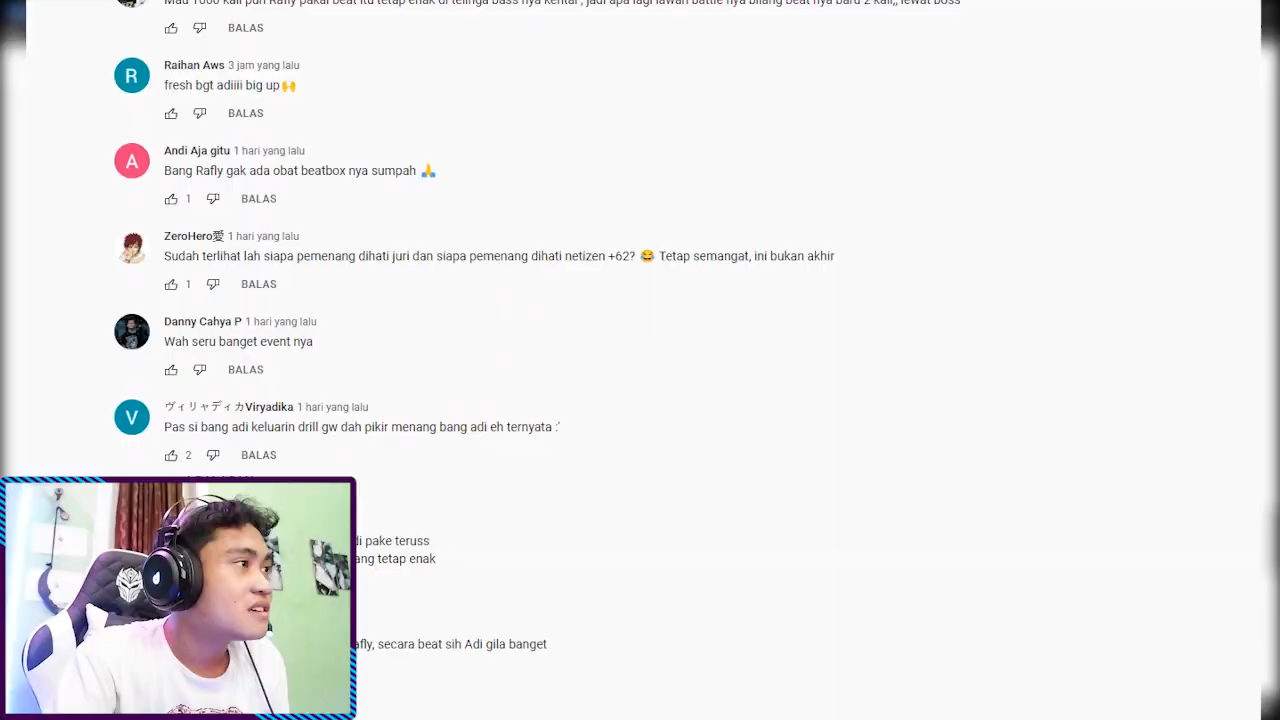 Mau 1000 kali pun Rafly pakai beat itu tetap enak di telinga bass nya kental, jadi apa lagi lawan battle nya bilang beat nya baru 2 kali,, lewat boss
BALAS
R
Raihan Aws 3 jam yang lalu
fresh bgt adiiii big up🙌
BALAS
A
Andi Aja gitu 1 hari yang lalu
Bang Rafly gak ada obat beatbox nya sumpah 🙏
1 BALAS
ZeroHero愛 1 hari yang lalu
Sudah terlihat lah siapa pemenang dihati juri dan siapa pemenang dihati netizen +62? 😂 Tetap semangat, ini bukan akhir
1 BALAS
Danny Cahya P 1 hari yang lalu
Wah seru banget event nya
BALAS
V
ヴィリャディカViryadika 1 hari yang lalu
Pas si bang adi keluarin drill gw dah pikir menang bang adi eh ternyata :'
2 BALAS
di pake teruss
ang tetap enak
afly, secara beat sih Adi gila banget